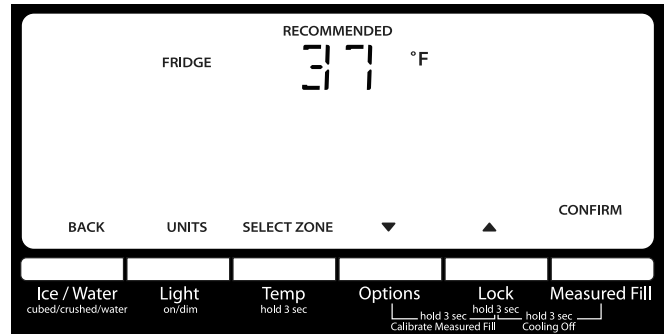 RECOMMENDED
FRIDGE 37 °F
CONFIRM
BACK UNITS SELECT ZONE ▼ ▲
Ice / Water Light Temp Options Lock Measured Fill
cubed/crushed/water on/dim hold 3 sec hold 3 sec
hold 3 sec hold 3 sec
Calibrate Measured Fill Cooling Off